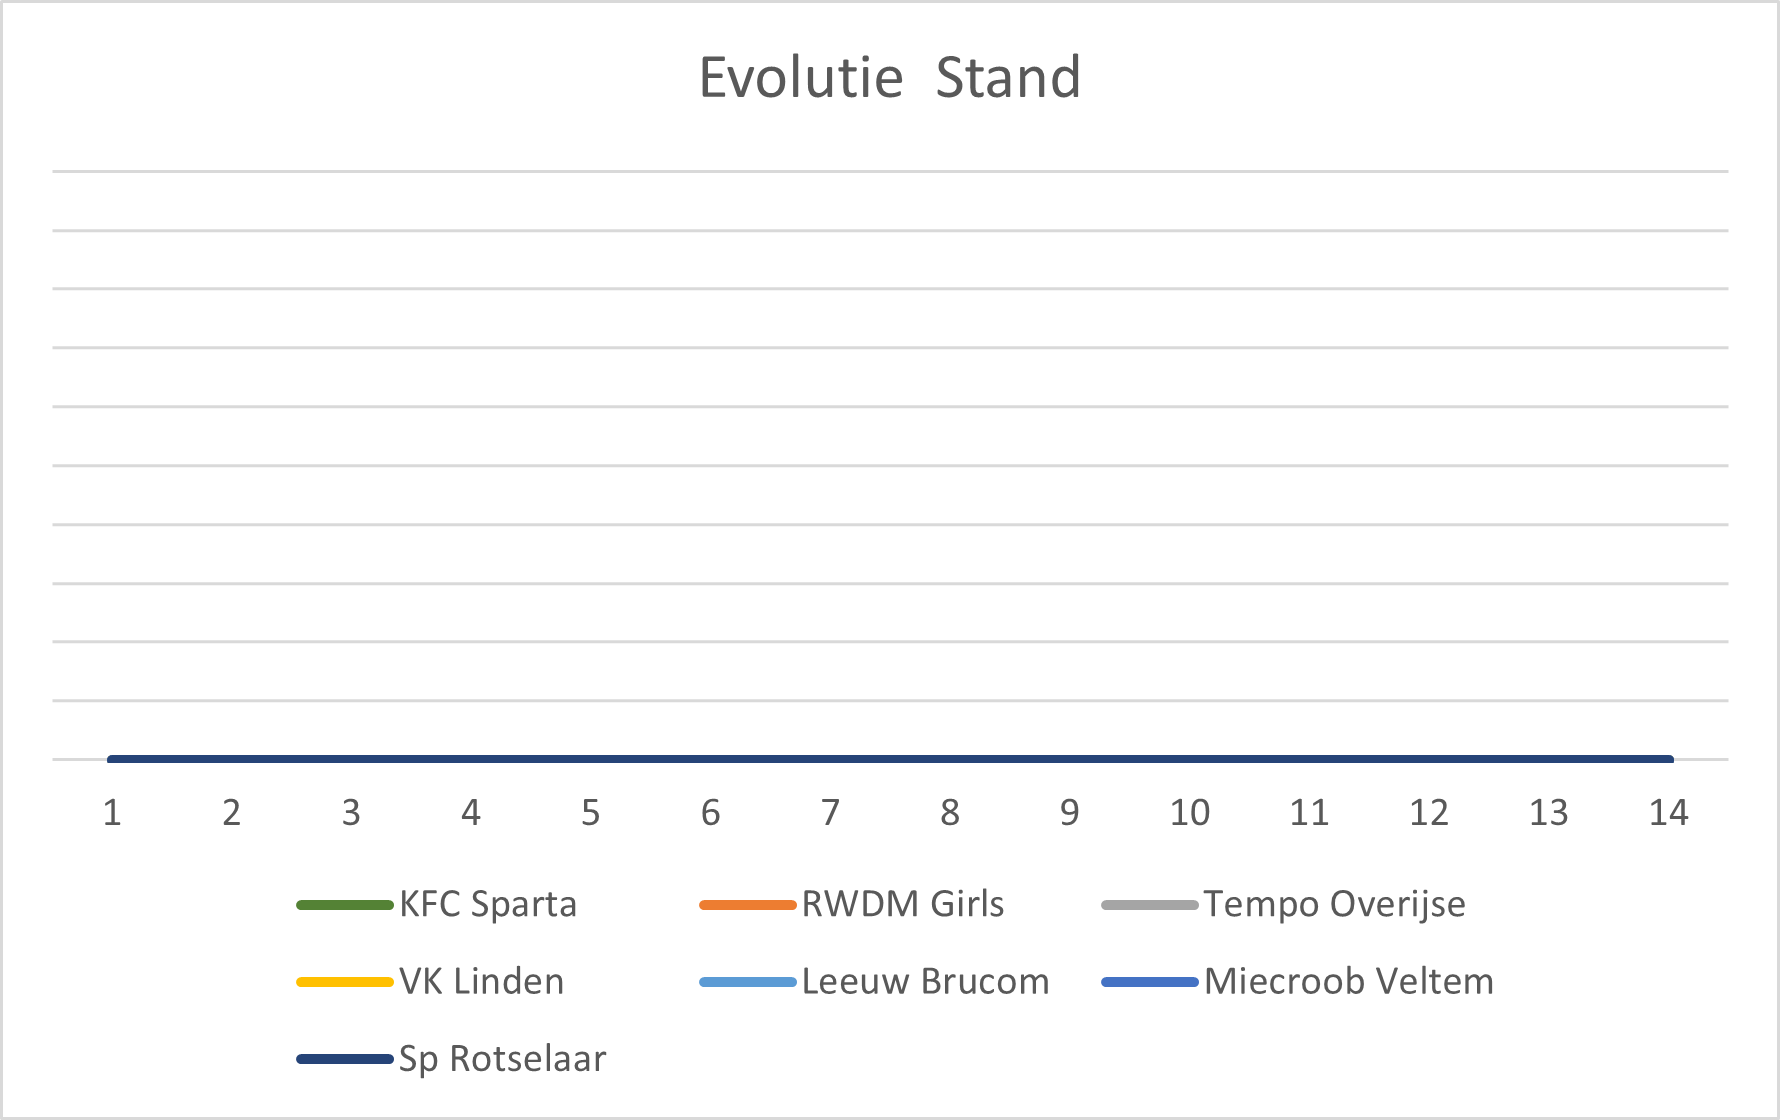 Evolutie  Stand
1 2 3 4 5 6 7 8 9 10 11 12 13 14
KFC Sparta RWDM Girls Tempo Overijse
VK Linden Leeuw Brucom Miecroob Veltem
Sp Rotselaar